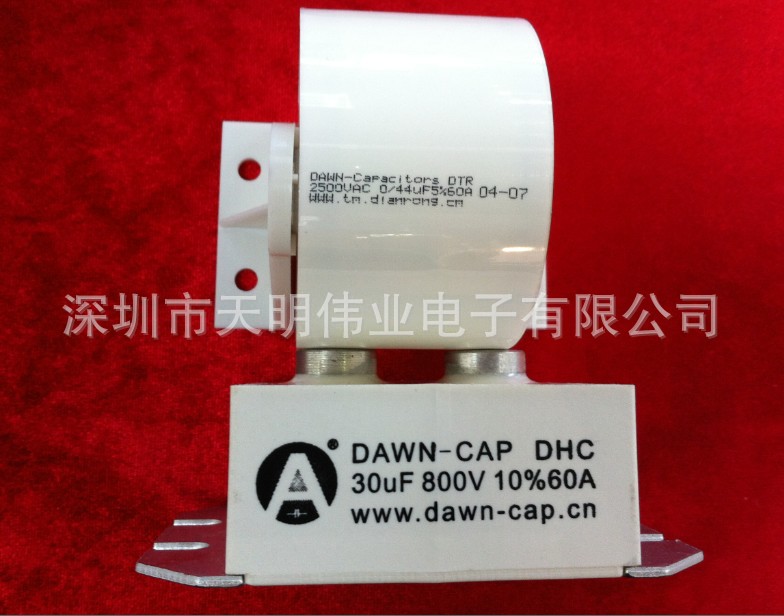 DAWN-Capacitors DTR
2500VAC 0/44uF5%60A 04-07
WWW.tm.dianrong.cm
深圳市天明伟业电子有限公司
A ®
DAWN-CAP DHC
30uF 800V 10%60A
www.dawn-cap.cn